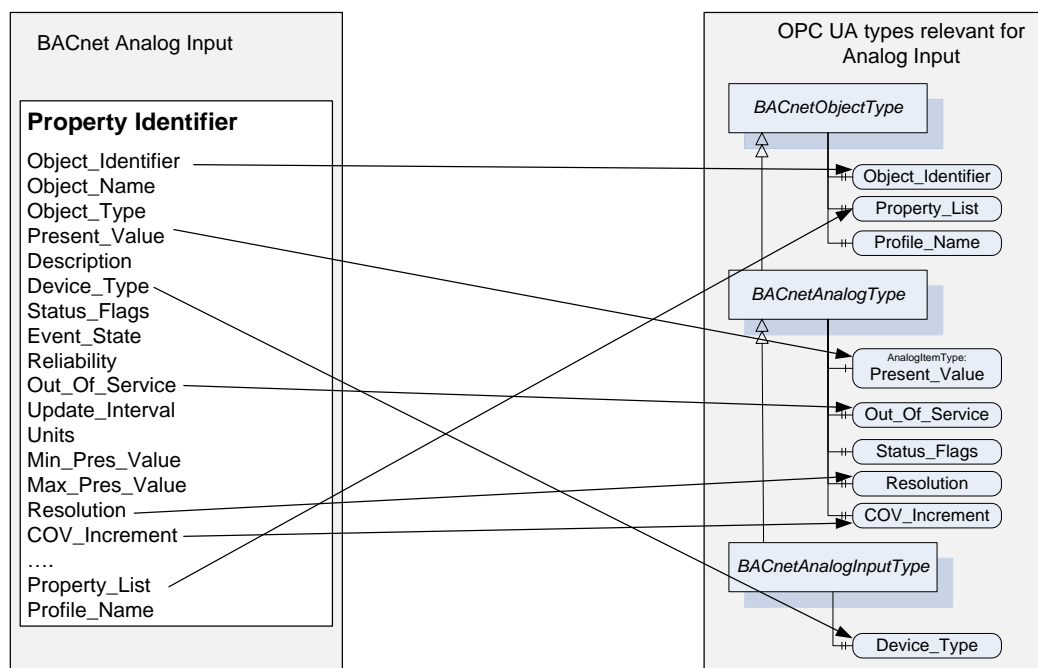 BACnet Analog Input
Property Identifier
Object_Identifier
Object_Name
Object_Type
Present_Value
Description
Device_Type
Status_Flags
Event_State
Reliability
Out_Of_Service
Update_Interval
Units
Min_Pres_Value
Max_Pres_Value
Resolution
COV_Increment
....
Property_List
Profile_Name
OPC UA types relevant for
Analog Input
BACnetObjectType
Object_Identifier
Property_List
Profile_Name
BACnetAnalogType
AnalogItemType:
Present_Value
Out_Of_Service
Status_Flags
Resolution
COV_Increment
BACnetAnalogInputType
Device_Type